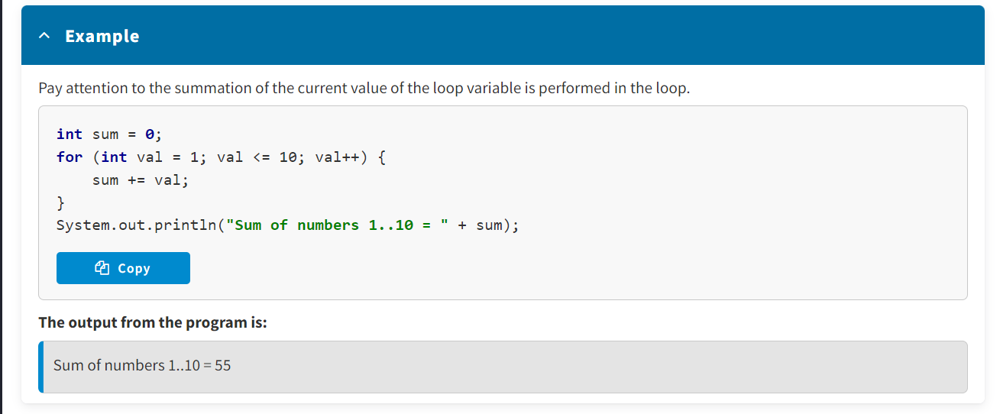 Example
Pay attention to the summation of the current value of the loop variable is performed in the loop.
int sum = 0;
for (int val = 1; val <= 10; val++) {
    sum += val;
}
System.out.println("Sum of numbers 1..10 = " + sum);
Copy
The output from the program is:
Sum of numbers 1..10 = 55